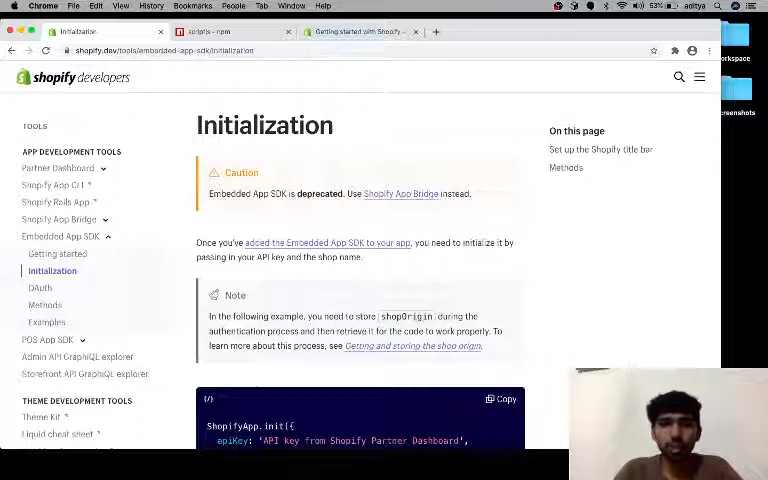 Chrome File Edit View History Bookmarks People Tab Window Help
53% aditya
Initialization
scriptjs - npm
Getting started with Shopify –
shopify.dev/tools/embedded-app-sdk/initialization
shopify developers
TOOLS
APP DEVELOPMENT TOOLS
Partner Dashboard
Shopify App CLI
Shopify Rails App
Shopify App Bridge
Embedded App SDK
Getting started
Initialization
OAuth
Methods
Examples
POS App SDK
Admin API GraphiQL explorer
Storefront API GraphiQL explorer
THEME DEVELOPMENT TOOLS
Theme Kit
Liquid cheat sheet
Initialization
Caution
Embedded App SDK is deprecated. Use Shopify App Bridge instead.
Once you've added the Embedded App SDK to your app, you need to initialize it by
passing in your API key and the shop name.
Note
In the following example, you need to store shopOrigin during the
authentication process and then retrieve it for the code to work properly. To
learn more about this process, see Getting and storing the shop origin.
{/} Copy
ShopifyApp.init({
apiKey: 'API key from Shopify Partner Dashboard',
On this page
Set up the Shopify title bar
Methods